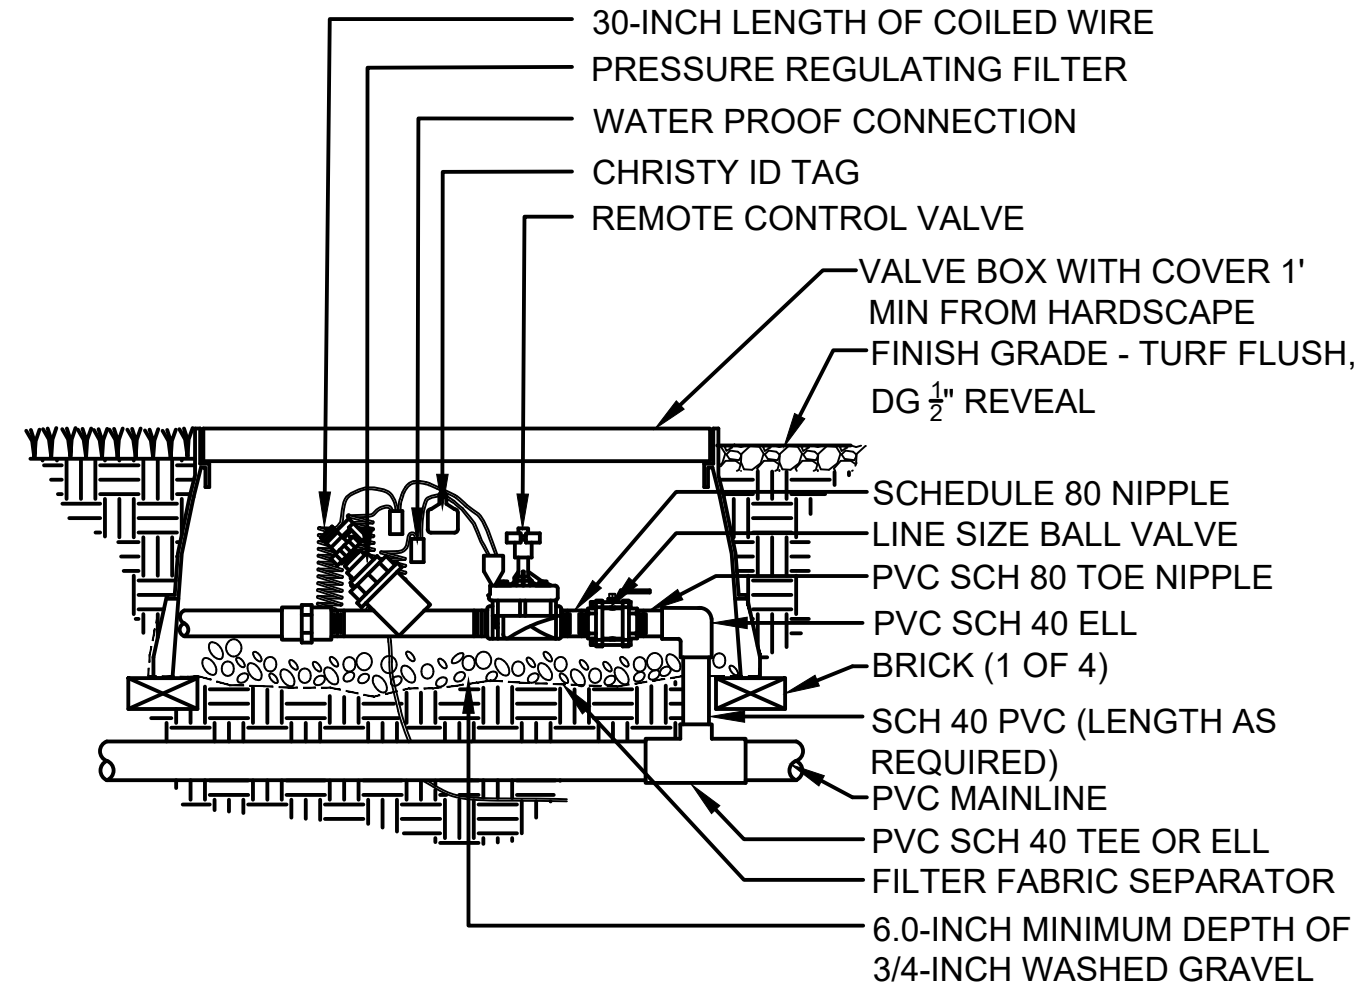 30-INCH LENGTH OF COILED WIRE
PRESSURE REGULATING FILTER
WATER PROOF CONNECTION
CHRISTY ID TAG
REMOTE CONTROL VALVE
VALVE BOX WITH COVER 1'
MIN FROM HARDSCAPE
FINISH GRADE - TURF FLUSH,
DG 1/2" REVEAL
SCHEDULE 80 NIPPLE
LINE SIZE BALL VALVE
PVC SCH 80 TOE NIPPLE
PVC SCH 40 ELL
BRICK (1 OF 4)
SCH 40 PVC (LENGTH AS
REQUIRED)
PVC MAINLINE
PVC SCH 40 TEE OR ELL
FILTER FABRIC SEPARATOR
6.0-INCH MINIMUM DEPTH OF
3/4-INCH WASHED GRAVEL